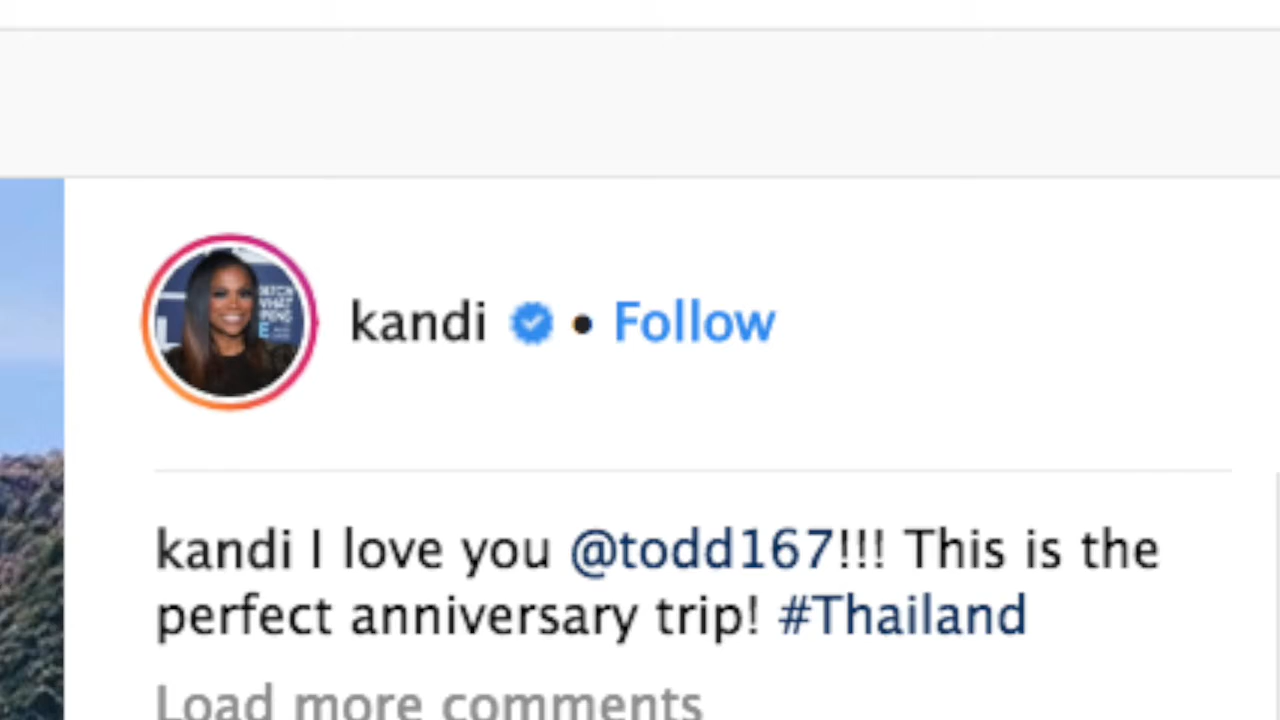 kandi • Follow
kandi I love you @todd167!!! This is the
perfect anniversary trip! #Thailand
Load more comments